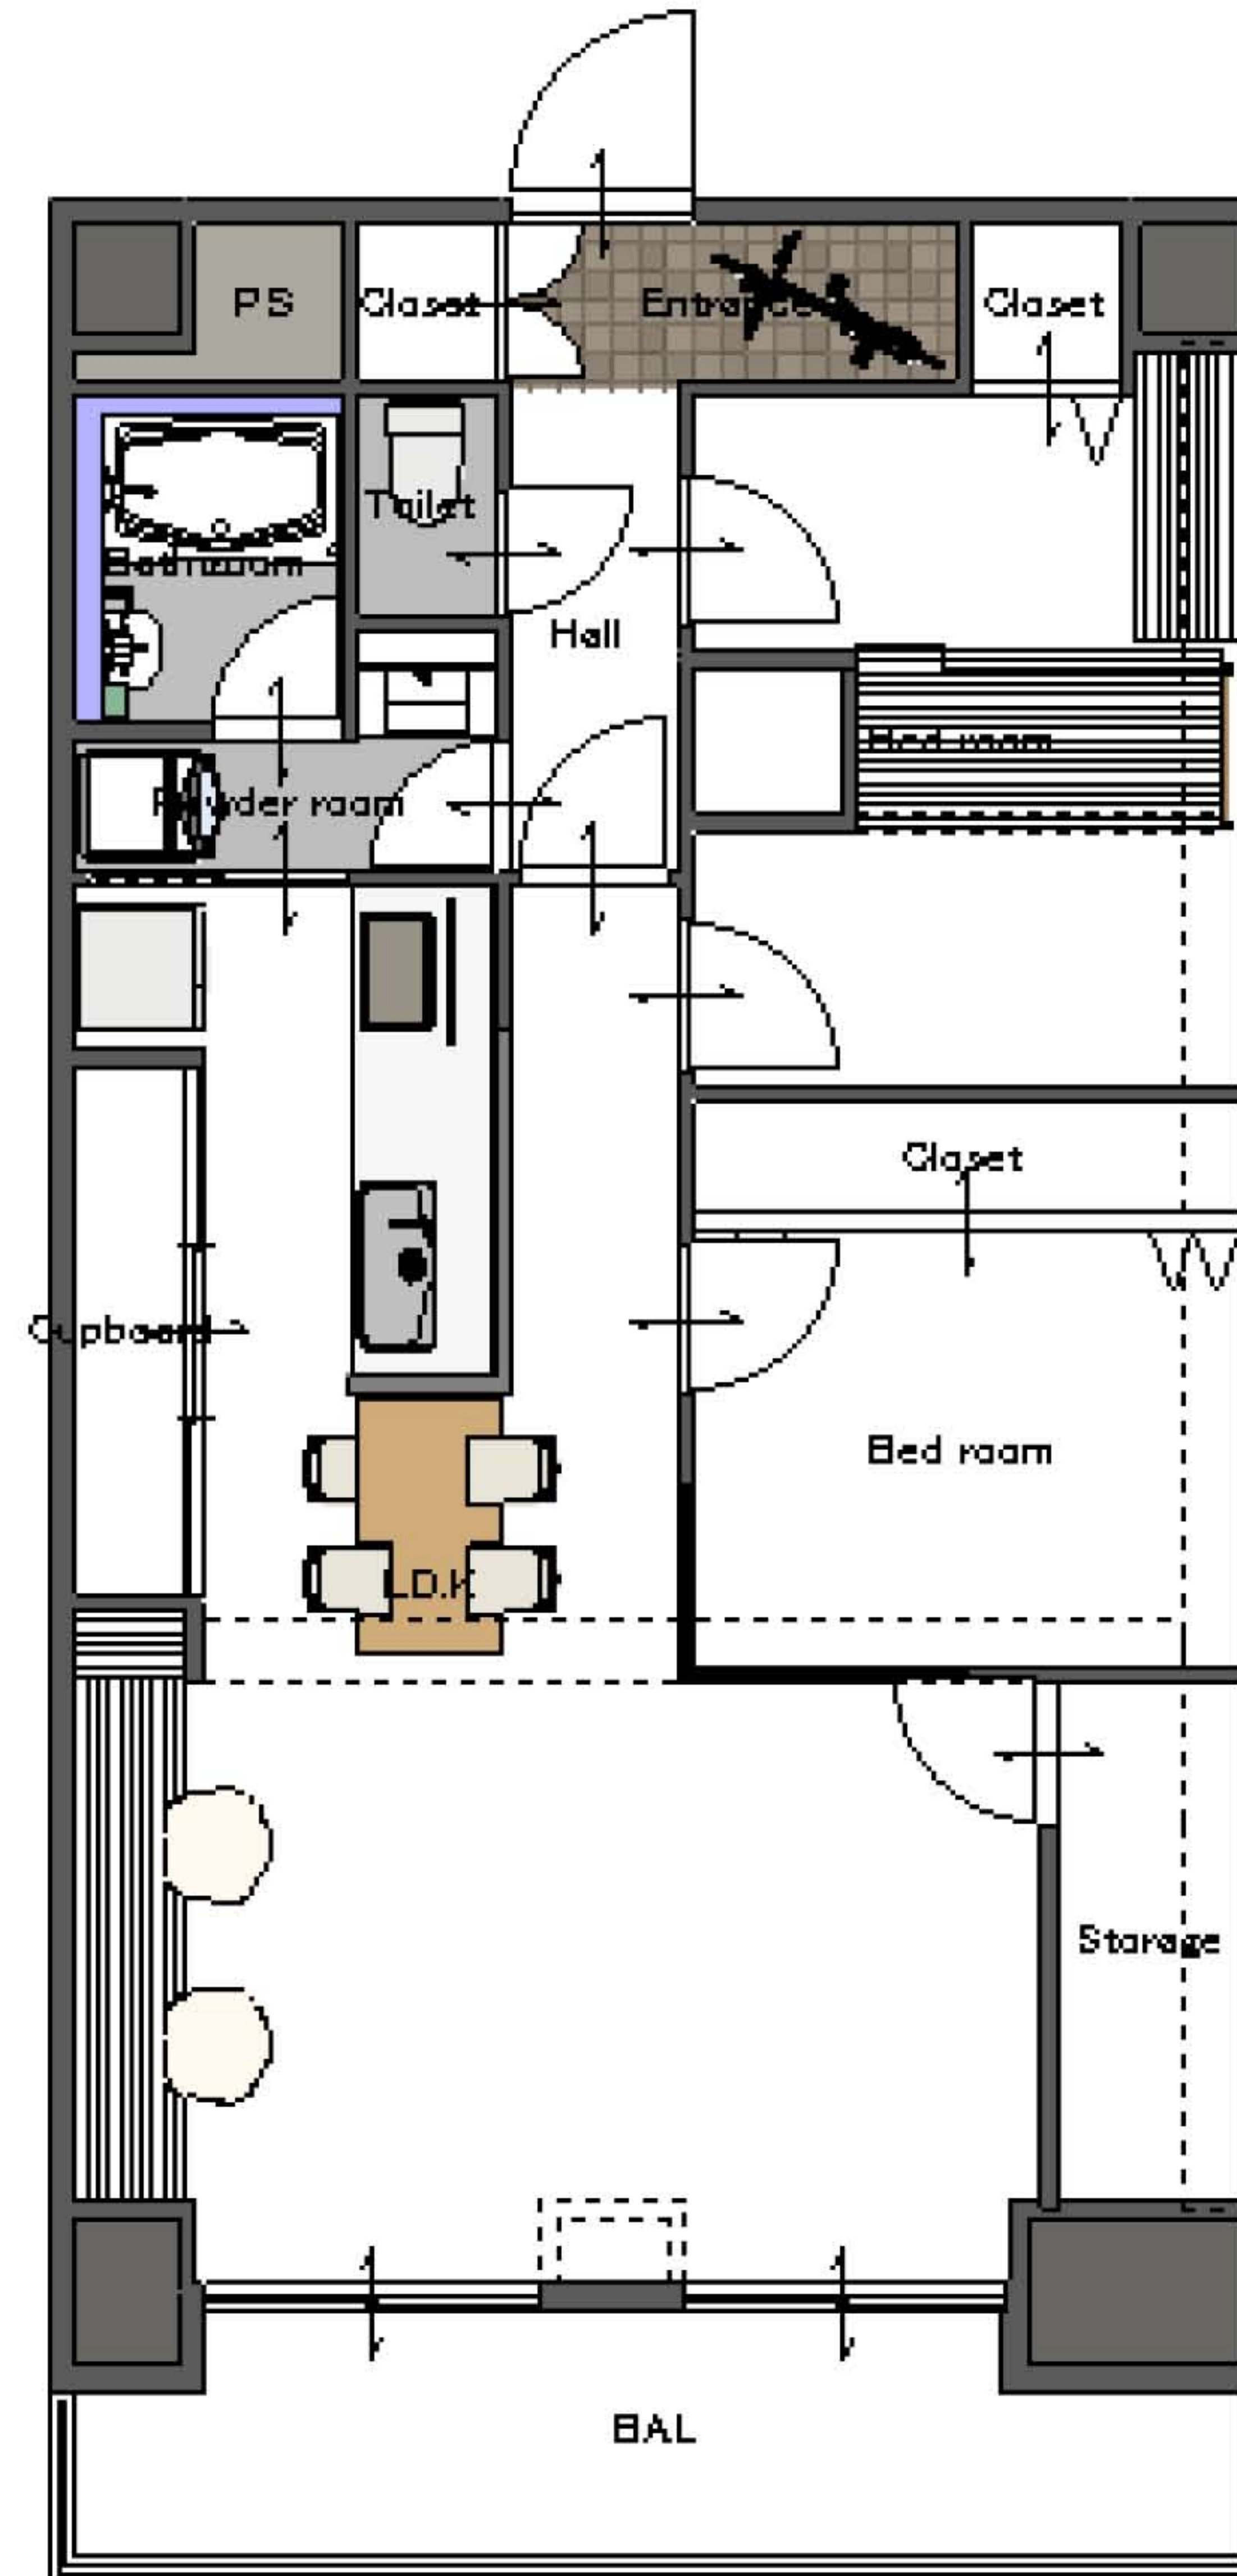 PS
Closet
Entrance
Closet
Toilet
Bathroom
Hall
Bed room
Powder room
Closet
Cupboard
Bed room
L.D.K
Storage
BAL